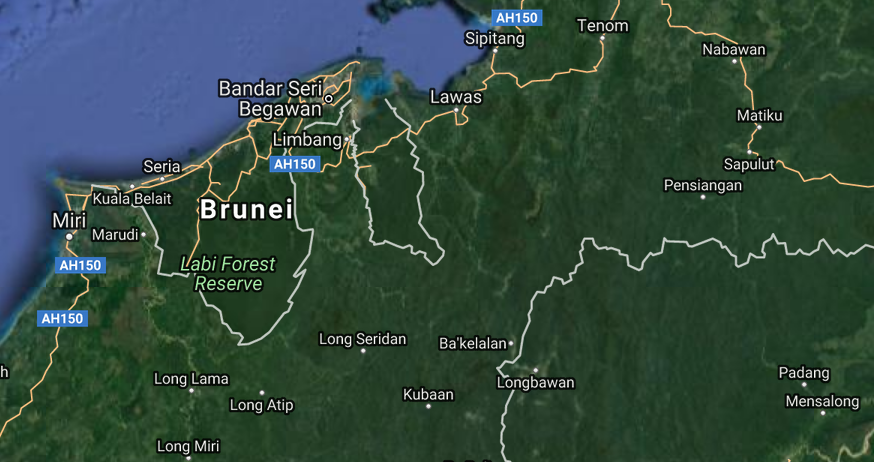 AH150
Sipitang
Tenom
Nabawan
Bandar Seri
Begawan
Lawas
Matiku
Limbang
AH150
Sapulut
Seria
Pensiangan
Kuala Belait
Brunei
Miri
Marudi
AH150
Labi Forest
Reserve
AH150
Long Seridan
Ba'kelalan
h
Long Lama
Longbawan
Padang
Long Atip
Kubaan
Mensalong
Long Miri